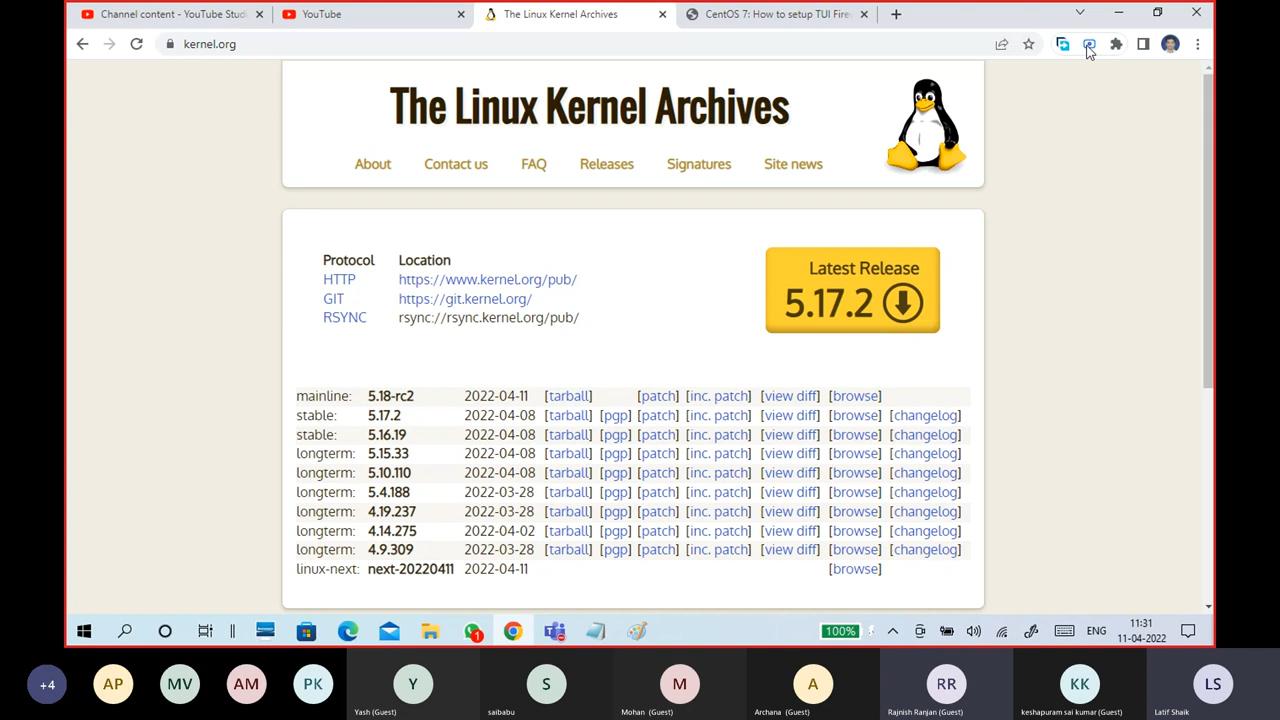 Channel content - YouTube Stud
YouTube
The Linux Kernel Archives
CentOS 7: How to setup TUI Fire
kernel.org
The Linux Kernel Archives
About Contact us FAQ Releases Signatures Site news
Protocol Location
HTTP https://www.kernel.org/pub/
GIT https://git.kernel.org/
RSYNC rsync://rsync.kernel.org/pub/
Latest Release
5.17.2
mainline: 5.18-rc2 2022-04-11 [tarball] [patch] [inc. patch] [view diff] [browse]
stable: 5.17.2 2022-04-08 [tarball] [pgp] [patch] [inc. patch] [view diff] [browse] [changelog]
stable: 5.16.19 2022-04-08 [tarball] [pgp] [patch] [inc. patch] [view diff] [browse] [changelog]
longterm: 5.15.33 2022-04-08 [tarball] [pgp] [patch] [inc. patch] [view diff] [browse] [changelog]
longterm: 5.10.110 2022-04-08 [tarball] [pgp] [patch] [inc. patch] [view diff] [browse] [changelog]
longterm: 5.4.188 2022-03-28 [tarball] [pgp] [patch] [inc. patch] [view diff] [browse] [changelog]
longterm: 4.19.237 2022-03-28 [tarball] [pgp] [patch] [inc. patch] [view diff] [browse] [changelog]
longterm: 4.14.275 2022-04-02 [tarball] [pgp] [patch] [inc. patch] [view diff] [browse] [changelog]
longterm: 4.9.309 2022-03-28 [tarball] [pgp] [patch] [inc. patch] [view diff] [browse] [changelog]
linux-next: next-20220411 2022-04-11 [browse]
1
100%
ENG
11:31
11-04-2022
+4 AP MV AM PK Y S M A RR KK LS
Yash (Guest) saibabu Mohan (Guest) Archana (Guest) Rajnish Ranjan (Guest) keshapuram sai kumar (Guest) Latif Shaik